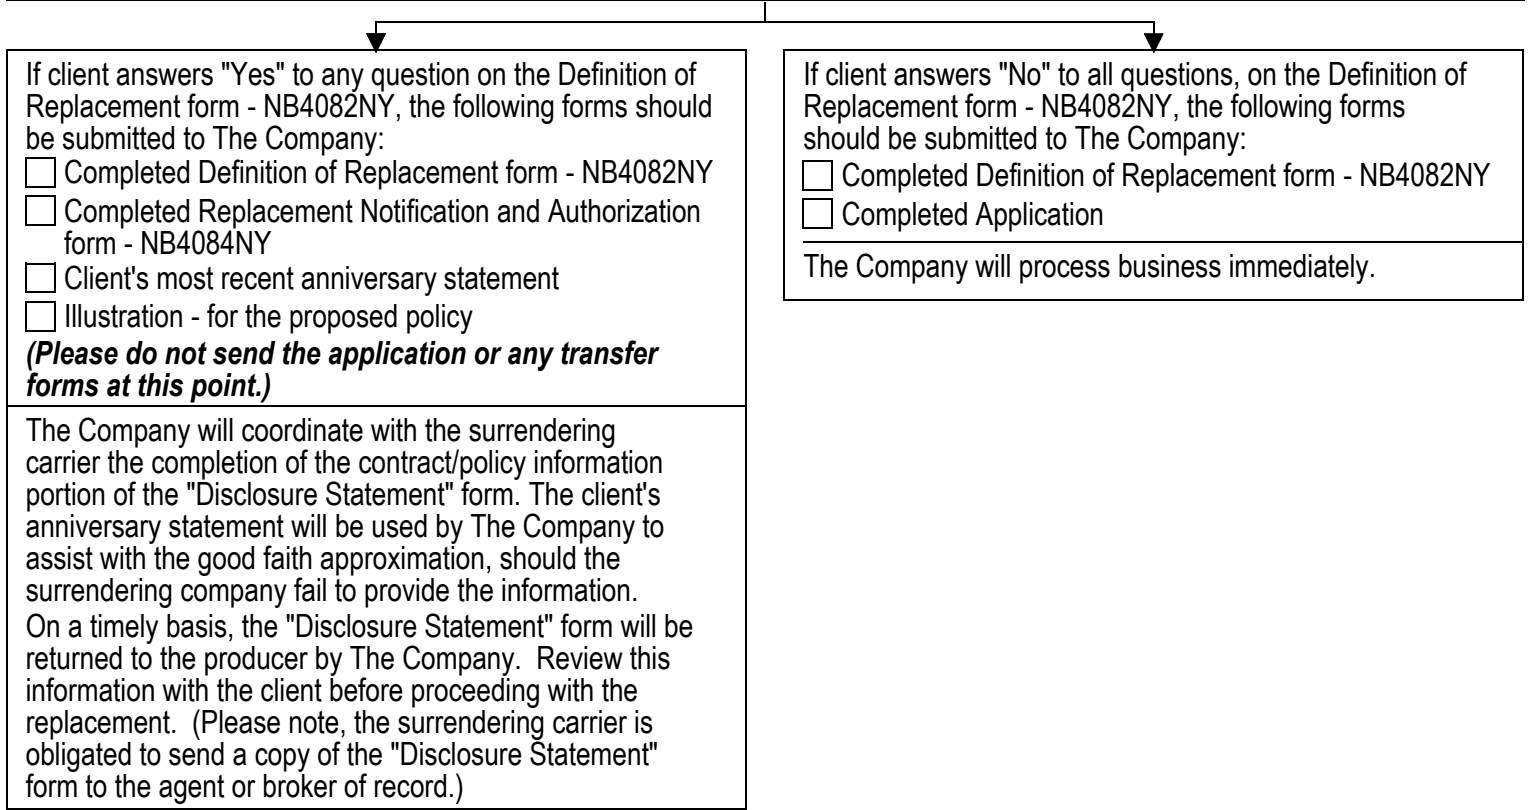 If client answers "Yes" to any question on the Definition of
Replacement form - NB4082NY, the following forms should
be submitted to The Company:
Completed Definition of Replacement form - NB4082NY
Completed Replacement Notification and Authorization
form - NB4084NY
Client's most recent anniversary statement
Illustration - for the proposed policy
(Please do not send the application or any transfer
forms at this point.)
The Company will coordinate with the surrendering
carrier the completion of the contract/policy information
portion of the "Disclosure Statement" form. The client's
anniversary statement will be used by The Company to
assist with the good faith approximation, should the
surrendering company fail to provide the information.
On a timely basis, the "Disclosure Statement" form will be
returned to the producer by The Company.  Review this
information with the client before proceeding with the
replacement.  (Please note, the surrendering carrier is
obligated to send a copy of the "Disclosure Statement"
form to the agent or broker of record.)
If client answers "No" to all questions, on the Definition of
Replacement form - NB4082NY, the following forms
should be submitted to The Company:
Completed Definition of Replacement form - NB4082NY
Completed Application
The Company will process business immediately.